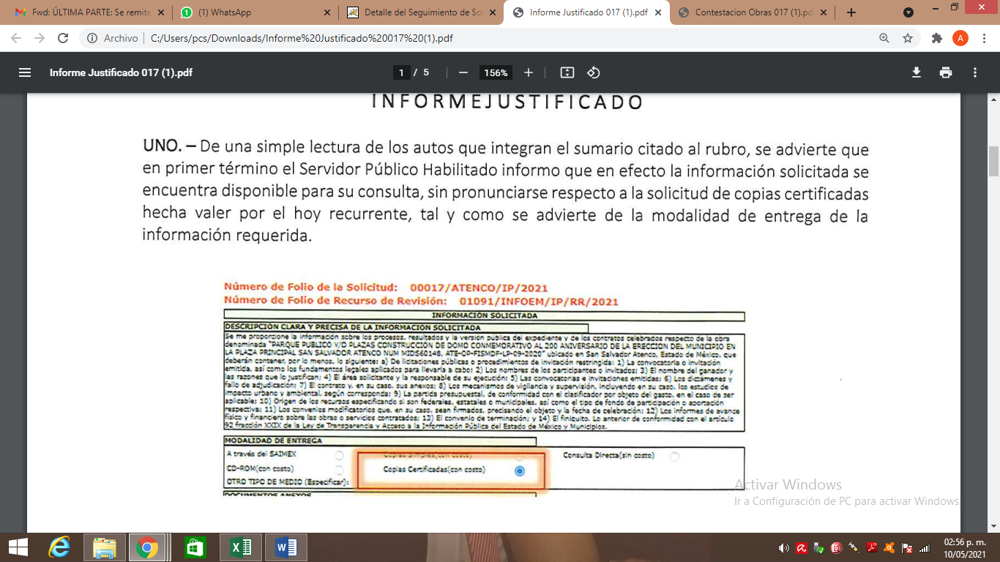 Fwd: ÚLTIMA PARTE: Se remite
(1) WhatsApp
Detalle del Seguimiento de So
Informe Justificado 017 (1).pdf
Contestacion Obras 017 (1).pd
Archivo | C:/Users/pcs/Downloads/Informe%20Justificado%20017%20(1).pdf
A
Informe Justificado 017 (1).pdf
1 / 5
156%
I N F O R M E J U S T I F I C A D O
UNO. – De una simple lectura de los autos que integran el sumario citado al rubro, se advierte que
en primer término el Servidor Público Habilitado informo que en efecto la información solicitada se
encuentra disponible para su consulta, sin pronunciarse respecto a la solicitud de copias certificadas
hecha valer por el hoy recurrente, tal y como se advierte de la modalidad de entrega de la
información requerida.
Número de Folio de la Solicitud: 00017/ATENCO/IP/2021
Número de Folio de Recurso de Revisión: 01091/INFOEM/IP/RR/2021
INFORMACIÓN SOLICITADA
DESCRIPCIÓN CLARA Y PRECISA DE LA INFORMACIÓN SOLICITADA
Se me proporcione la información sobre los procesos, resultados y la versión pública del expediente y de los contratos celebrados respecto de la obra
denominada "PARQUE PUBLICO Y/O PLAZAS CONSTRUCCIÓN DE DOMO CONMEMORATIVO AL 200 ANIVERSARIO DE LA ERECCION DEL MUNICIPIO EN
LA PLAZA PRINCIPAL SAN SALVADOR ATENCO NUM MIDS60148, ATE-OP-FISMDF-LP-09-2020" ubicado en San Salvador Atenco, Estado de México, que
deberán contener, por lo menos, lo siguiente: a) De licitaciones públicas o procedimientos de invitación restringida: 1) La convocatoria o invitación
emitida, así como los fundamentos legales aplicados para llevarla a cabo; 2) Los nombres de los participantes o invitados; 3) El nombre del ganador y
las razones que lo justifican; 4) El área solicitante y la responsable de su ejecución; 5) Las convocatorias e invitaciones emitidas; 6) Los dictámenes y
fallo de adjudicación; 7) El contrato y, en su caso, sus anexos; 8) Los mecanismos de vigilancia y supervisión, incluyendo en su caso, los estudios de
impacto urbano y ambiental, según corresponda; 9) La partida presupuestal, de conformidad con el clasificador por objeto del gasto, en el caso de ser
aplicable; 10) Origen de los recursos especificando si son federales, estatales o municipales, así como el tipo de fondo de participación o aportación
respectiva; 11) Los convenios modificatorios que, en su caso, sean firmados, precisando el objeto y la fecha de celebración; 12) Los informes de avance
físico y financiero sobre las obras o servicios contratados; 13) El convenio de terminación; y 14) El finiquito. Lo anterior de conformidad con el artículo
92 fracción XXIX de la Ley de Transparencia y Acceso a la Información Pública del Estado de México y Municipios.
MODALIDAD DE ENTREGA
A través del SAIMEX
Copias Simples(con costo)
Consulta Directa(sin costo)
CD-ROM(con costo)
Copias Certificadas(con costo)
OTRO TIPO DE MEDIO (Especificar):
DOCUMENTOS ANEXOS
Activar Windows
Ir a Configuración de PC para activar Windows.
02:56 p. m.
10/05/2021